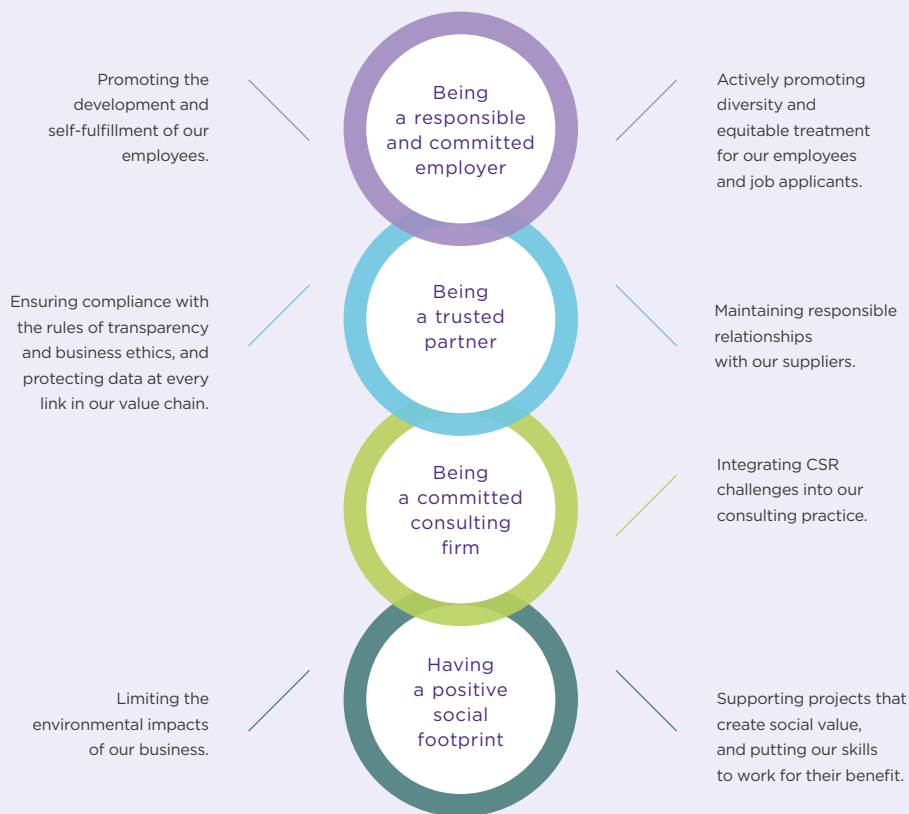 Promoting the
development and
self-fulfillment of our
employees.
Being
a responsible
and committed
employer
Actively promoting
diversity and
equitable treatment
for our employees
and job applicants.
Ensuring compliance with
the rules of transparency
and business ethics, and
protecting data at every
link in our value chain.
Being
a trusted
partner
Maintaining responsible
relationships
with our suppliers.
Being
a committed
consulting
firm
Integrating CSR
challenges into our
consulting practice.
Limiting the
environmental impacts
of our business.
Having
a positive
social
footprint
Supporting projects that
create social value,
and putting our skills
to work for their benefit.